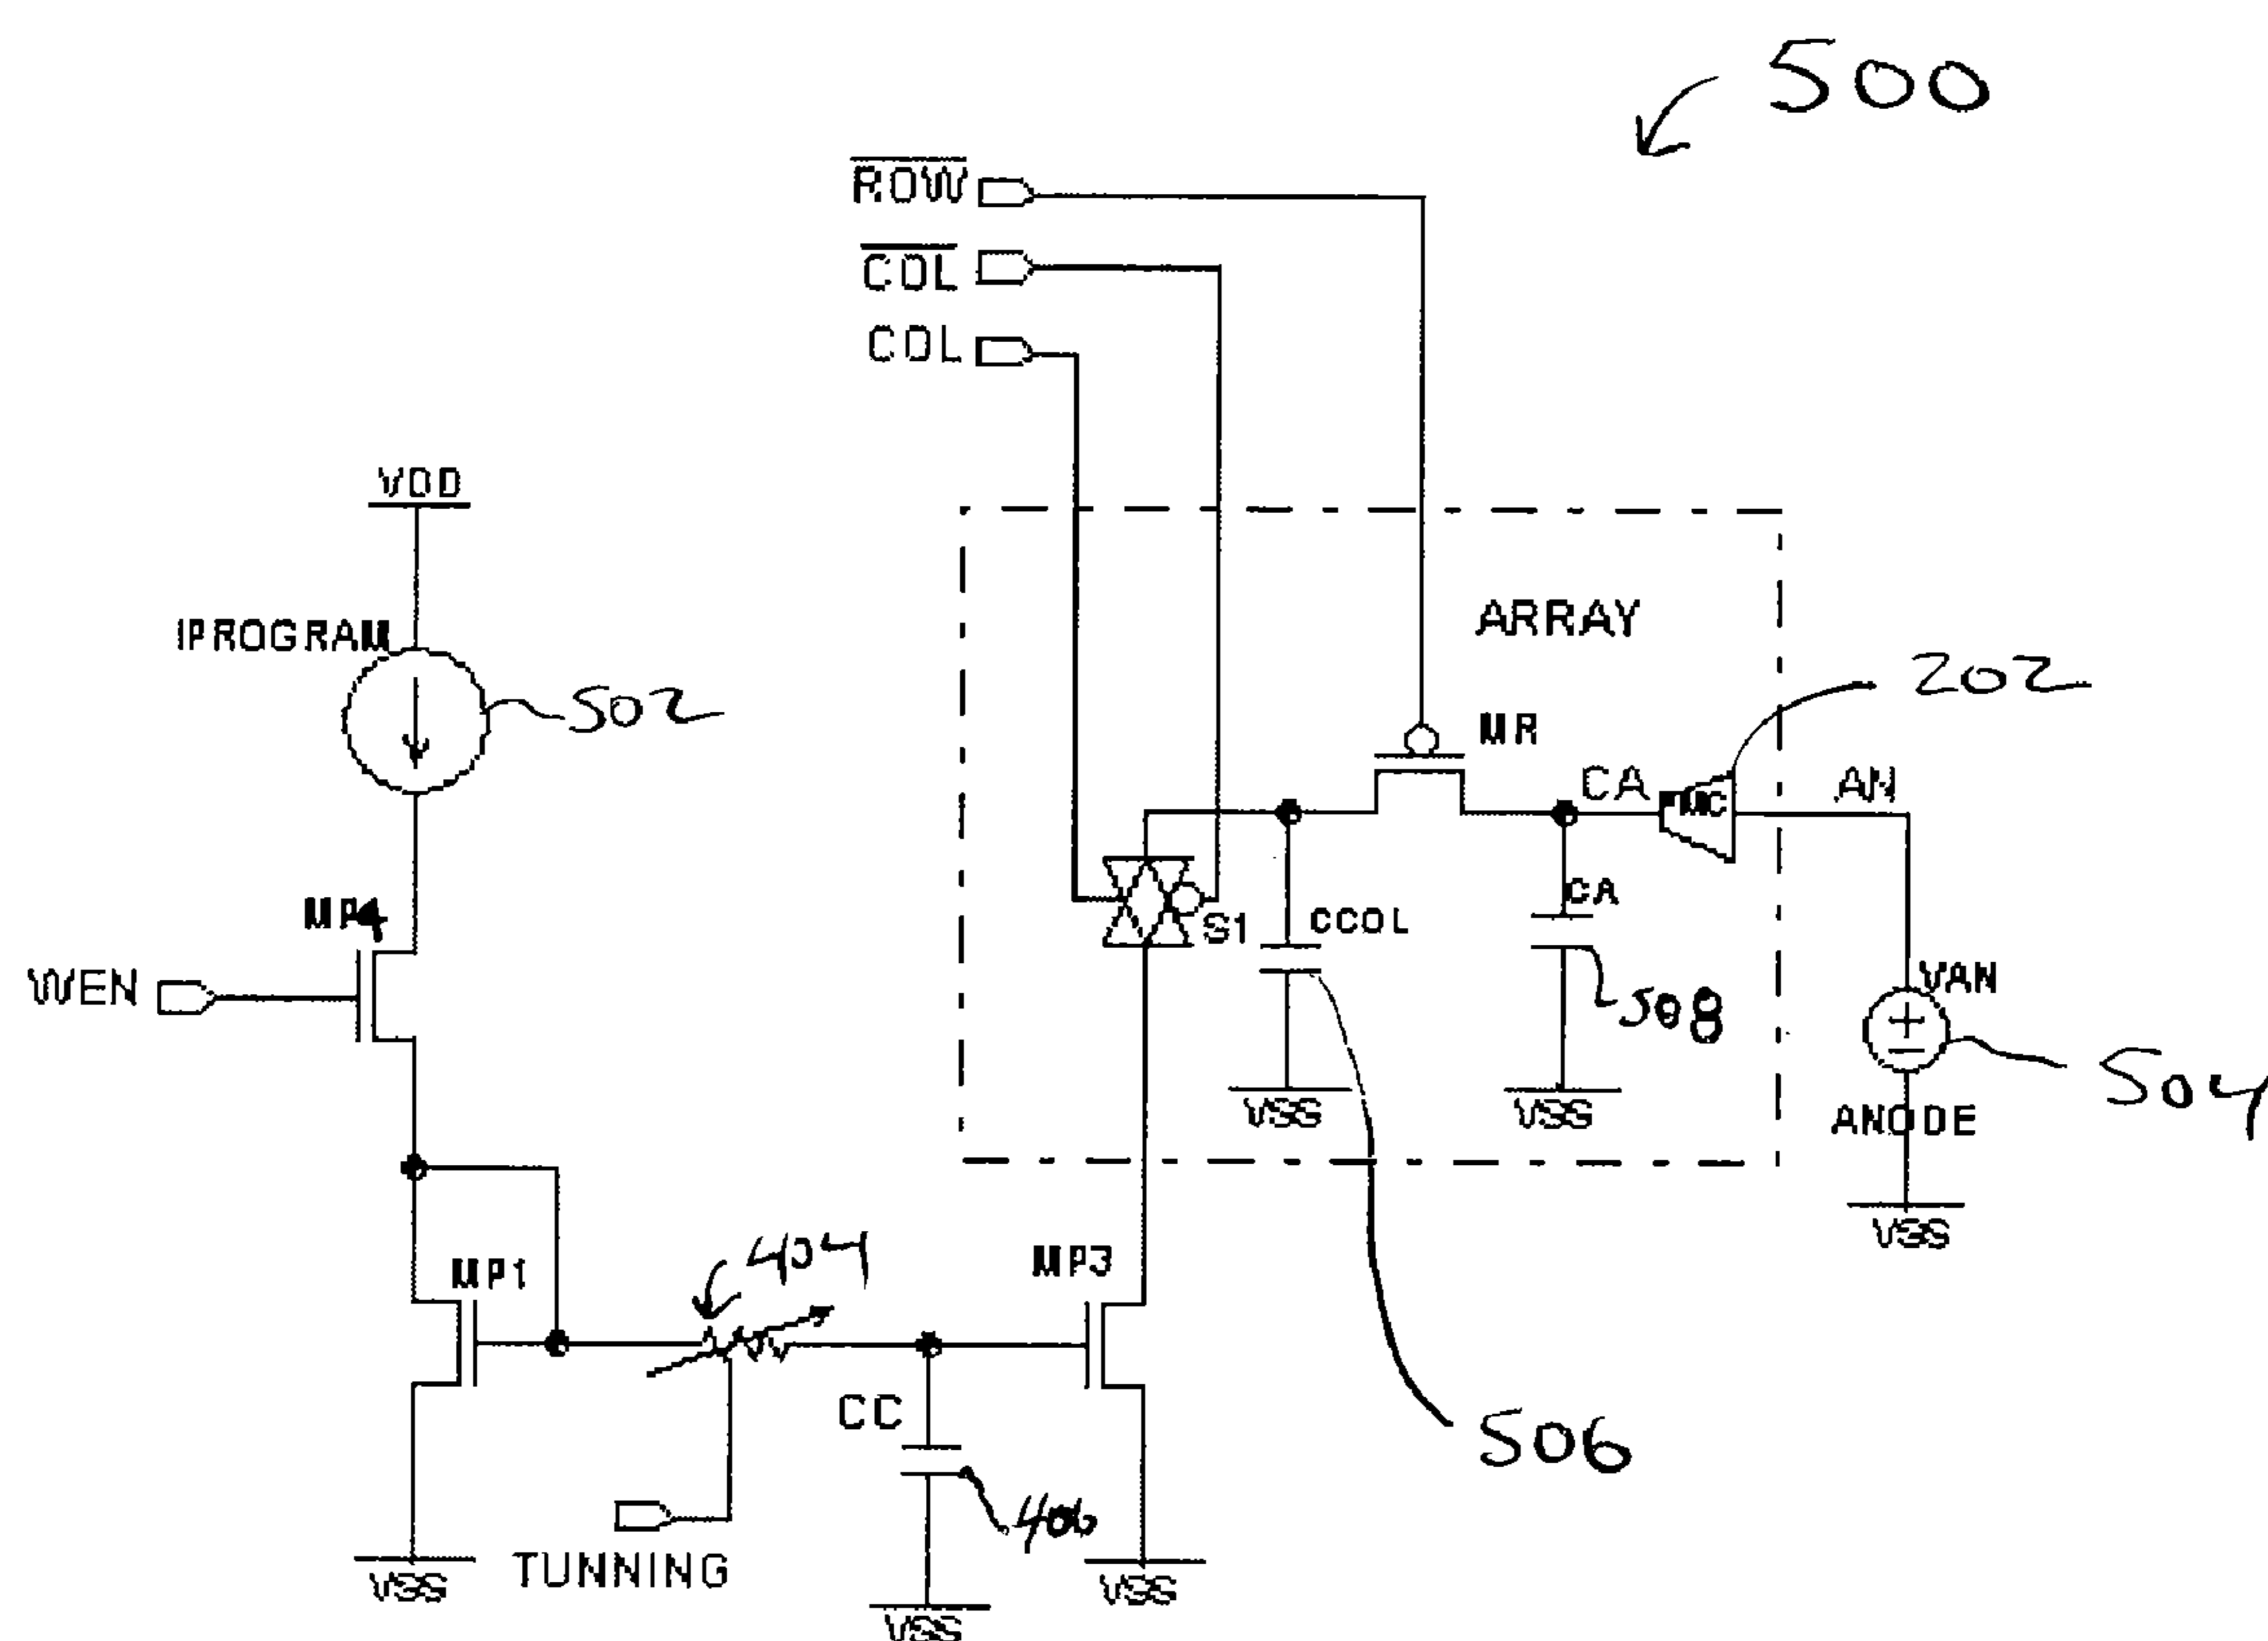 500
ROW
COL
COL
VDD
IPROGRAM
502
ARRAY
202
MR
CA
PMC
AN
MP4
S1
CCOL
CA
WEN
508
VAN
504
VSS
VSS
ANODE
VSS
404
MP1
MP3
CC
506
406
VSS
TUNNING
VSS
VSS